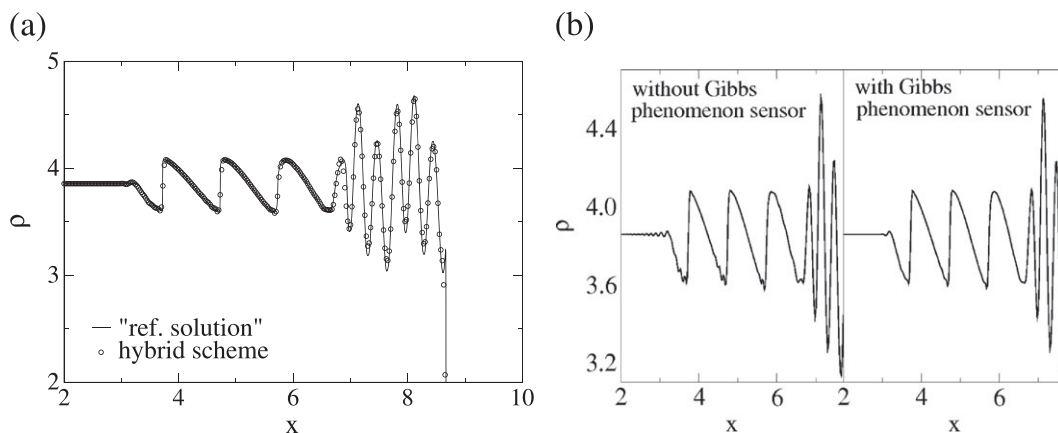 (a)
5
4
3
2
ρ
"ref. solution"
hybrid scheme
2
4
6
8
10
x
(b)
without Gibbs
phenomenon sensor
with Gibbs
phenomenon sensor
4.4
4.0
3.6
3.2
ρ
2
4
6
2
4
6
x
x